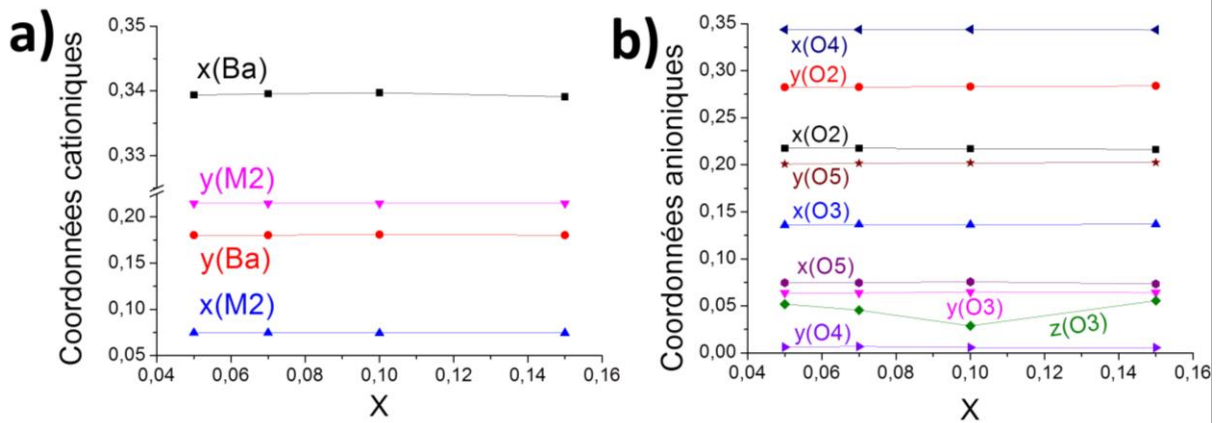 a)
Coordonnées cationiques
0,35
0,34
0,33
0,20
0,15
0,10
0,05
x(Ba)
y(M2)
y(Ba)
x(M2)
0,04 0,06 0,08 0,10 0,12 0,14 0,16
X
b)
Coordonnées anioniques
0,35
0,30
0,25
0,20
0,15
0,10
0,05
0,00
x(O4)
y(O2)
x(O2)
y(O5)
x(O3)
x(O5)
y(O3)
z(O3)
y(O4)
0,04 0,06 0,08 0,10 0,12 0,14 0,16
X